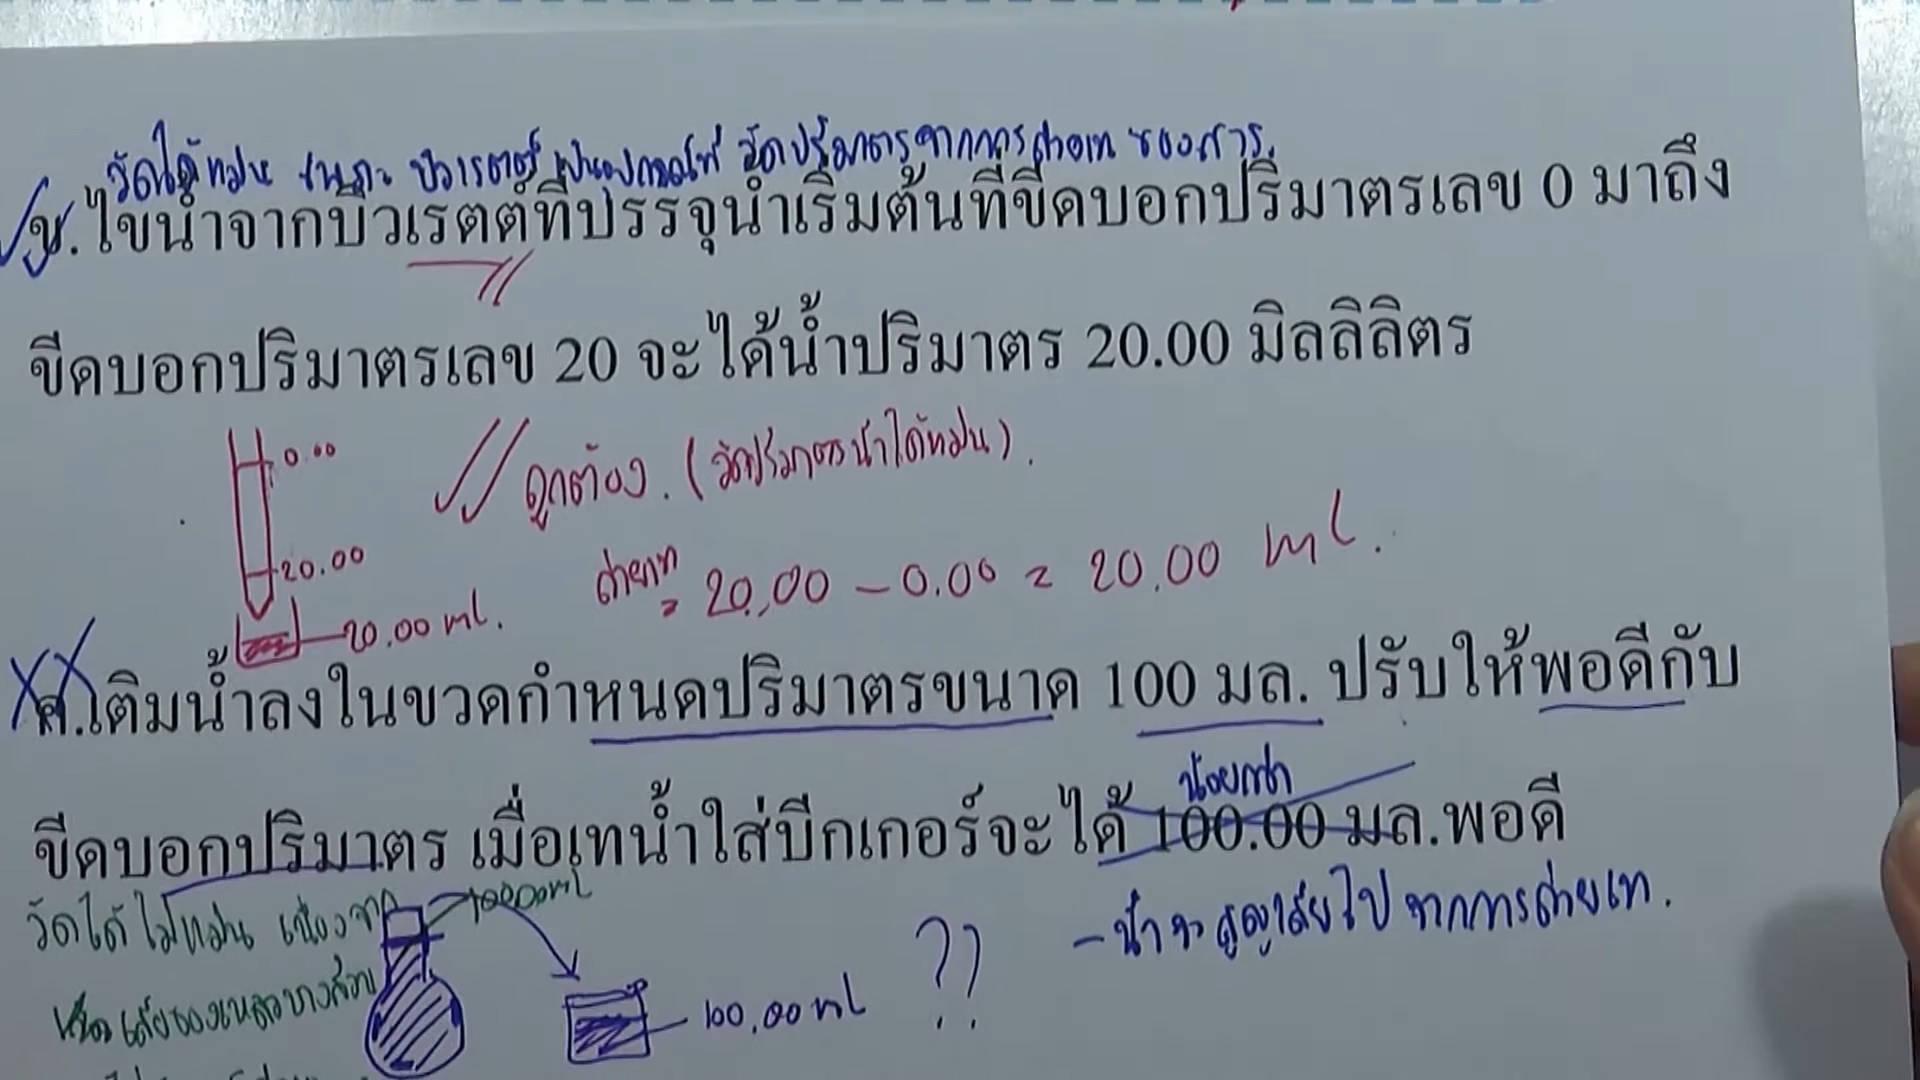 วัดได้แม่น เพราะ บิวเรตต์ เป็นอุปกรณ์ที่ วัดปริมาตรจากการถ่ายเท ของสาร.
ข.ไขน้ำจากบิวเรตต์ที่บรรจุน้ำเริ่มต้นที่ขีดบอกปริมาตรเลข 0 มาถึง
ขีดบอกปริมาตรเลข 20 จะได้น้ำปริมาตร 20.00 มิลลิลิตร
0.00
ถูกต้อง. (วัดปริมาตรน้ำได้แม่น).
20.00
ถ่ายเท = 20.00 – 0.00 = 20.00 ml.
20.00 ml.
ค.เติมน้ำลงในขวดกำหนดปริมาตรขนาด 100 มล. ปรับให้พอดีกับ
น้อยกว่า
ขีดบอกปริมาตร เมื่อเทน้ำใส่บีกเกอร์จะได้ 100.00 มล.พอดี
วัดได้ไม่แม่น เนื่องจาก
100.00 ml
– น้ำจะสูญเสียไป จากการถ่ายเท.
ของเหลวบางส่วน
100.00 ml ??